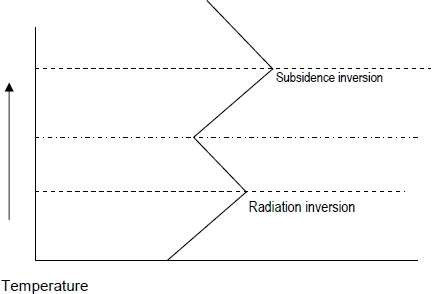 Subsidence inversion
Radiation inversion
Temperature